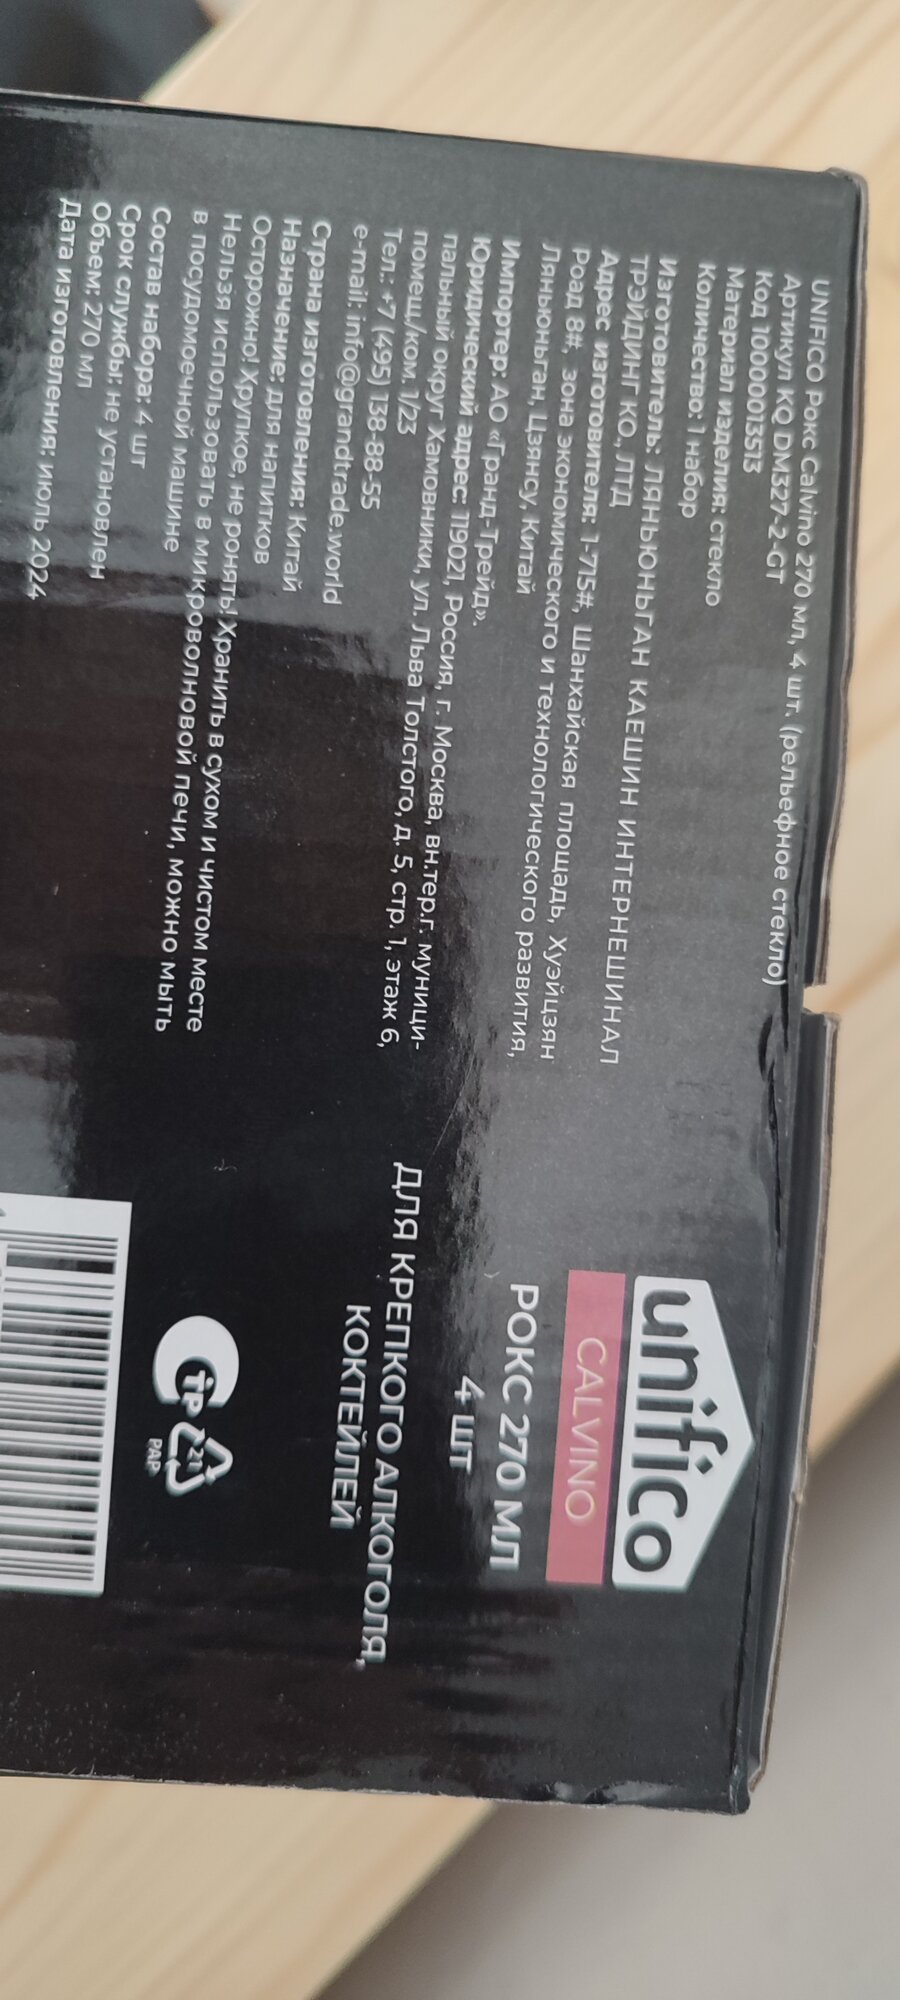 UNIFICO Рокс Calvino 270 мл, 4 шт. (рельефное стекло)
Артикул KQ DM327-2-GT
Код 1000013513
Материал изделия: стекло
Количество: 1 набор
Изготовитель: ЛЯНЬЮНЬГАН КАЕШИН ИНТЕРНЕШИНАЛ
ТРЭЙДИНГ КО., ЛТД
Адрес изготовителя: 1-715#, Шанхайская площадь, Хуэйцзян
Роад 8#, зона экономического и технологического развития,
Ляньюньган, Цзянсу, Китай
Импортер: АО «Гранд-Трейд».
Юридический адрес: 119021, Россия, г. Москва, вн.тер.г. муници-
пальный округ Хамовники, ул. Льва Толстого, д. 5, стр. 1, этаж 6,
помещ/ком. 1/23
Тел.: +7 (495) 138-88-55
e-mail: info@grandtrade.world
Страна изготовления: Китай
Назначение: для напитков
Осторожно! Хрупкое, не ронять! Хранить в сухом и чистом месте
Нельзя использовать в микроволновой печи, можно мыть
в посудомоечной машине
Состав набора: 4 шт
Срок службы: не установлен
Объем: 270 мл
Дата изготовления: июль 2024
unifico
CALVINO
РОКС 270 МЛ
4 ШТ
ДЛЯ КРЕПКОГО АЛКОГОЛЯ,
КОКТЕЙЛЕЙ
21
PAP